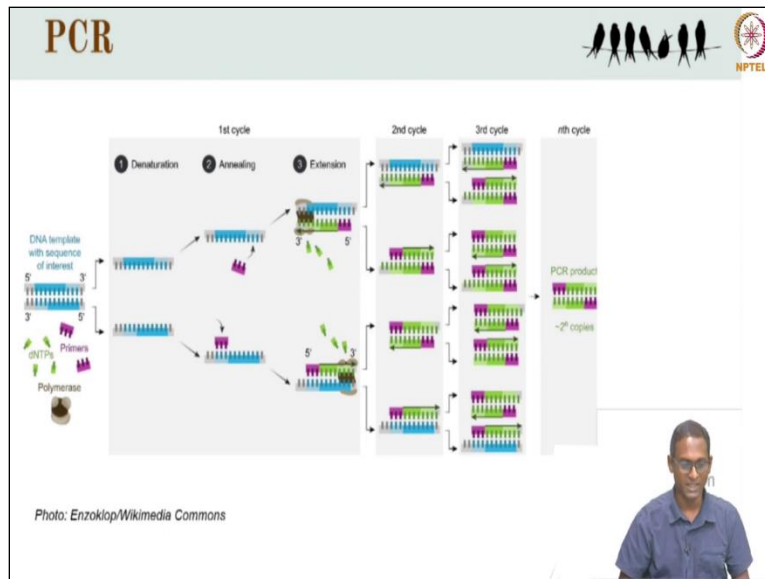 PCR
NPTEL
1st cycle
2nd cycle
3rd cycle
nth cycle
1 Denaturation
2 Annealing
3 Extension
DNA template
with sequence
of interest
5' 3'
3' 5'
3' 5'
5' 3'
dNTPs
Primers
Polymerase
PCR product
~2ⁿ copies
Photo: Enzoklop/Wikimedia Commons